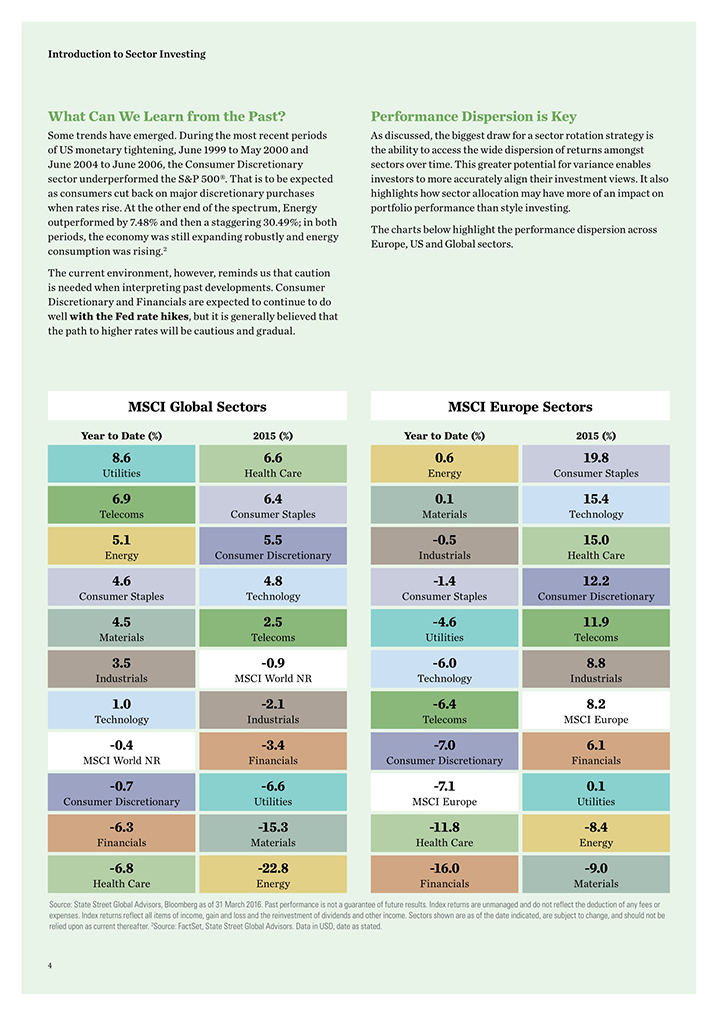 Introduction to Sector Investing
What Can We Learn from the Past?
Some trends have emerged. During the most recent periods
of US monetary tightening, June 1999 to May 2000 and
June 2004 to June 2006, the Consumer Discretionary
sector underperformed the S&P 500®. That is to be expected
as consumers cut back on major discretionary purchases
when rates rise. At the other end of the spectrum, Energy
outperformed by 7.48% and then a staggering 30.49%; in both
periods, the economy was still expanding robustly and energy
consumption was rising.²
The current environment, however, reminds us that caution
is needed when interpreting past developments. Consumer
Discretionary and Financials are expected to continue to do
well with the Fed rate hikes, but it is generally believed that
the path to higher rates will be cautious and gradual.
Performance Dispersion is Key
As discussed, the biggest draw for a sector rotation strategy is
the ability to access the wide dispersion of returns amongst
sectors over time. This greater potential for variance enables
investors to more accurately align their investment views. It also
highlights how sector allocation may have more of an impact on
portfolio performance than style investing.
The charts below highlight the performance dispersion across
Europe, US and Global sectors.
MSCI Global Sectors
Year to Date (%) 2015 (%)
8.6 6.6
Utilities Health Care
6.9 6.4
Telecoms Consumer Staples
5.1 5.5
Energy Consumer Discretionary
4.6 4.8
Consumer Staples Technology
4.5 2.5
Materials Telecoms
3.5 -0.9
Industrials MSCI World NR
1.0 -2.1
Technology Industrials
-0.4 -3.4
MSCI World NR Financials
-0.7 -6.6
Consumer Discretionary Utilities
-6.3 -15.3
Financials Materials
-6.8 -22.8
Health Care Energy
MSCI Europe Sectors
Year to Date (%) 2015 (%)
0.6 19.8
Energy Consumer Staples
0.1 15.4
Materials Technology
-0.5 15.0
Industrials Health Care
-1.4 12.2
Consumer Staples Consumer Discretionary
-4.6 11.9
Utilities Telecoms
-6.0 8.8
Technology Industrials
-6.4 8.2
Telecoms MSCI Europe
-7.0 6.1
Consumer Discretionary Financials
-7.1 0.1
MSCI Europe Utilities
-11.8 -8.4
Health Care Energy
-16.0 -9.0
Financials Materials
Source: State Street Global Advisors, Bloomberg as of 31 March 2016. Past performance is not a guarantee of future results. Index returns are unmanaged and do not reflect the deduction of any fees or
expenses. Index returns reflect all items of income, gain and loss and the reinvestment of dividends and other income. Sectors shown are as of the date indicated, are subject to change, and should not be
relied upon as current thereafter. ²Source: FactSet, State Street Global Advisors. Data in USD, date as stated.
4